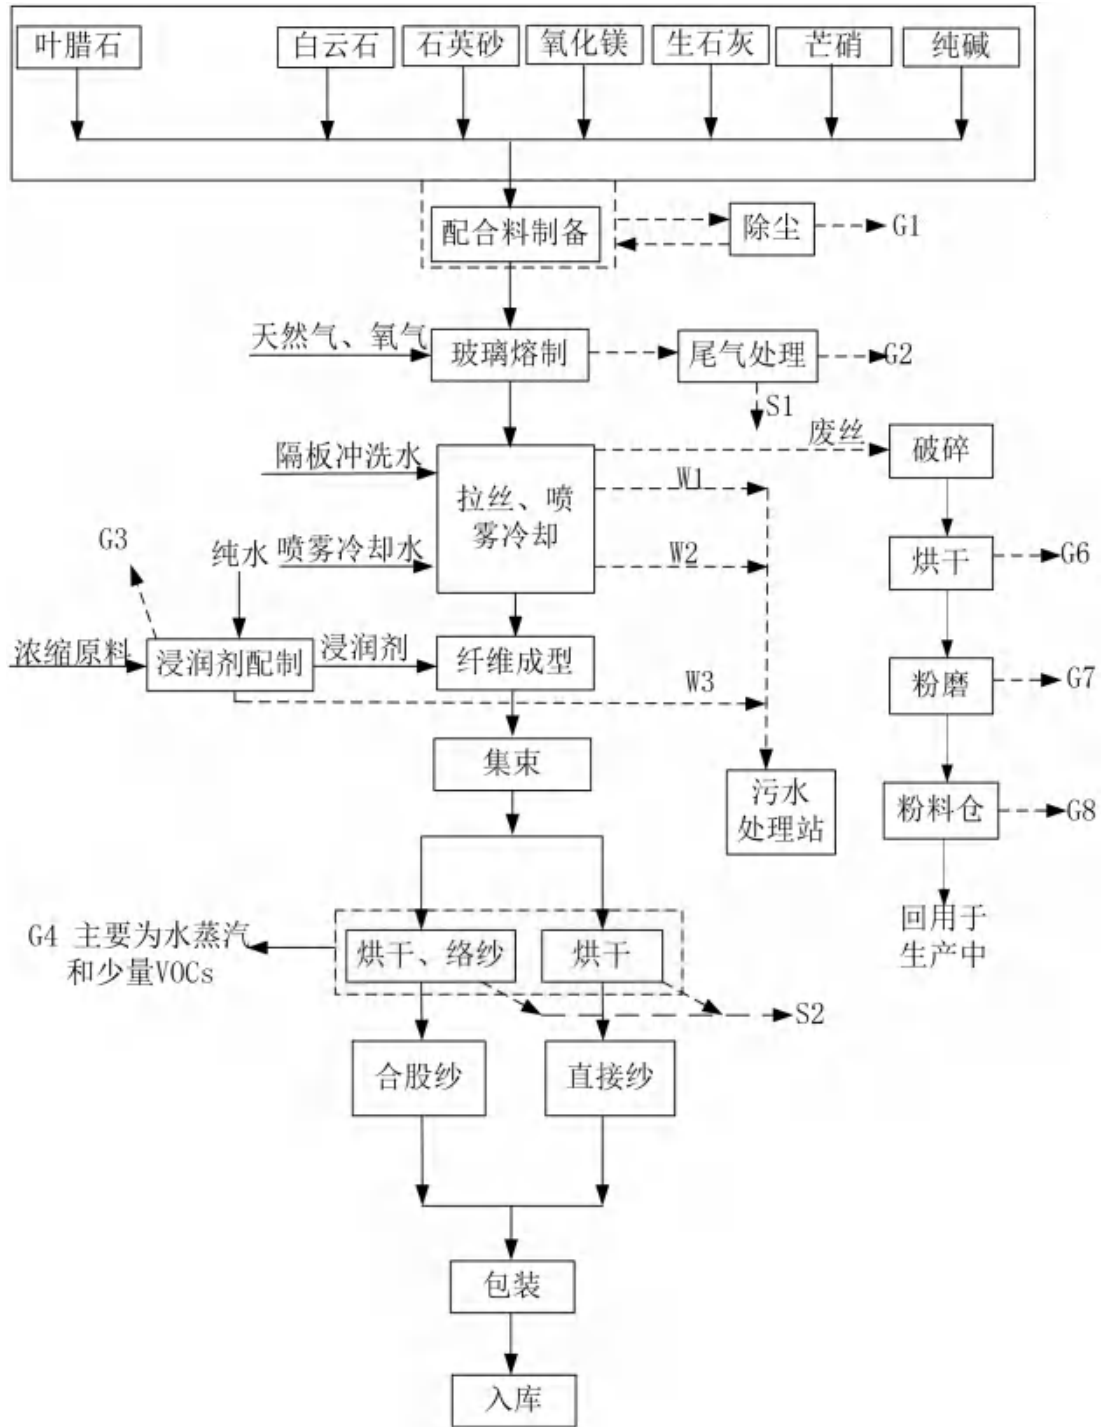 叶腊石
白云石
石英砂
氧化镁
生石灰
芒硝
纯碱
配合料制备
除尘
G1
天然气、氧气
玻璃熔制
尾气处理
G2
S1
废丝
破碎
隔板冲洗水
拉丝、喷
雾冷却
W1
G3
纯水
喷雾冷却水
W2
烘干
G6
浓缩原料
浸润剂配制
浸润剂
纤维成型
W3
粉磨
G7
集束
污水
处理站
粉料仓
G8
回用于
生产中
G4 主要为水蒸汽
和少量VOCs
烘干、络纱
烘干
S2
合股纱
直接纱
包装
入库